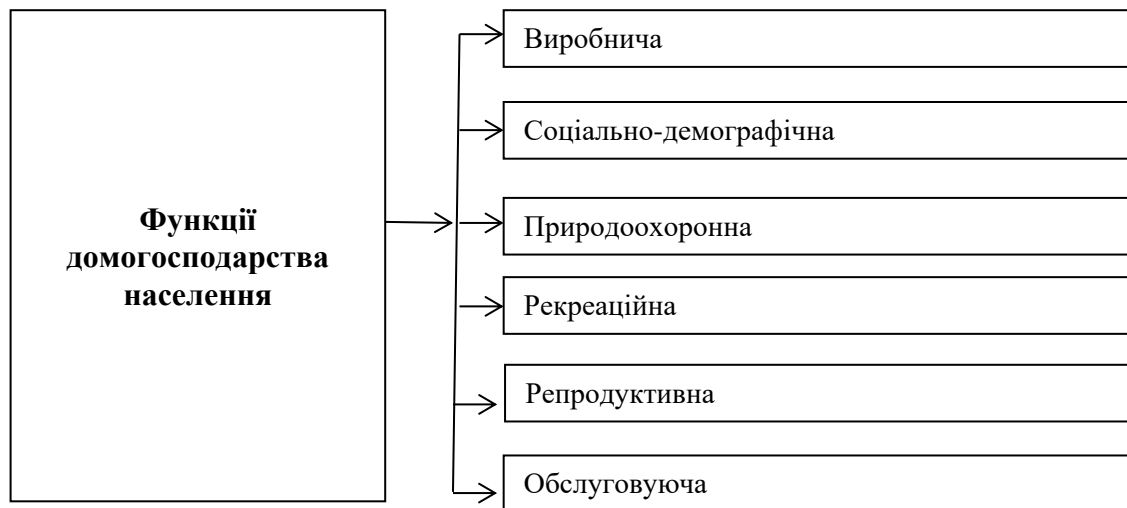 Функції
домогосподарства
населення
Виробнича
Соціально-демографічна
Природоохоронна
Рекреаційна
Репродуктивна
Обслуговуюча